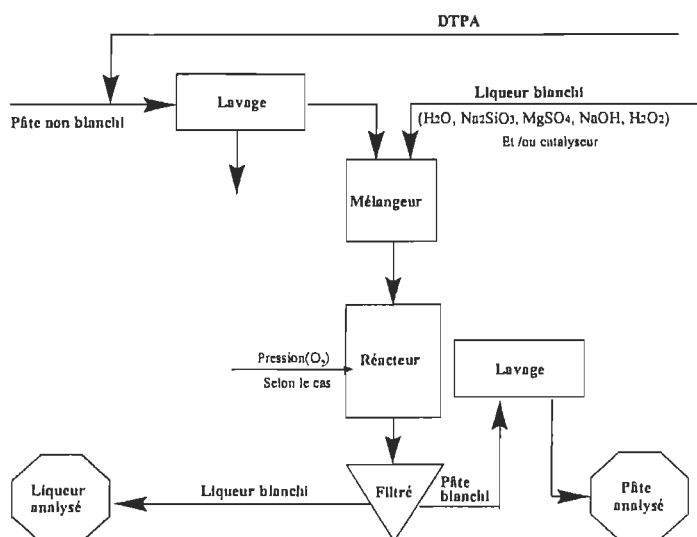 DTPA
Lavage
Liqueur blanchi
Pâte non blanchi
(H2O, Na2SiO3, MgSO4, NaOH, H2O2)
Et /ou catalyseur
Mélangeur
Pression(O2)
Réacteur
Selon le cas
Lavage
Liqueur
analysé
Liqueur blanchi
Filtré
Pâte
blanchi
Pâte
analysé